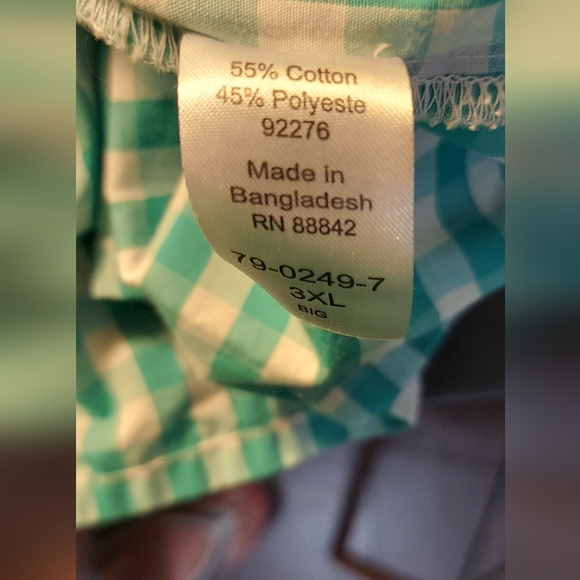 55% Cotton
45% Polyeste
92276
Made in
Bangladesh
RN 88842
79-0249-7
3XL
BIG